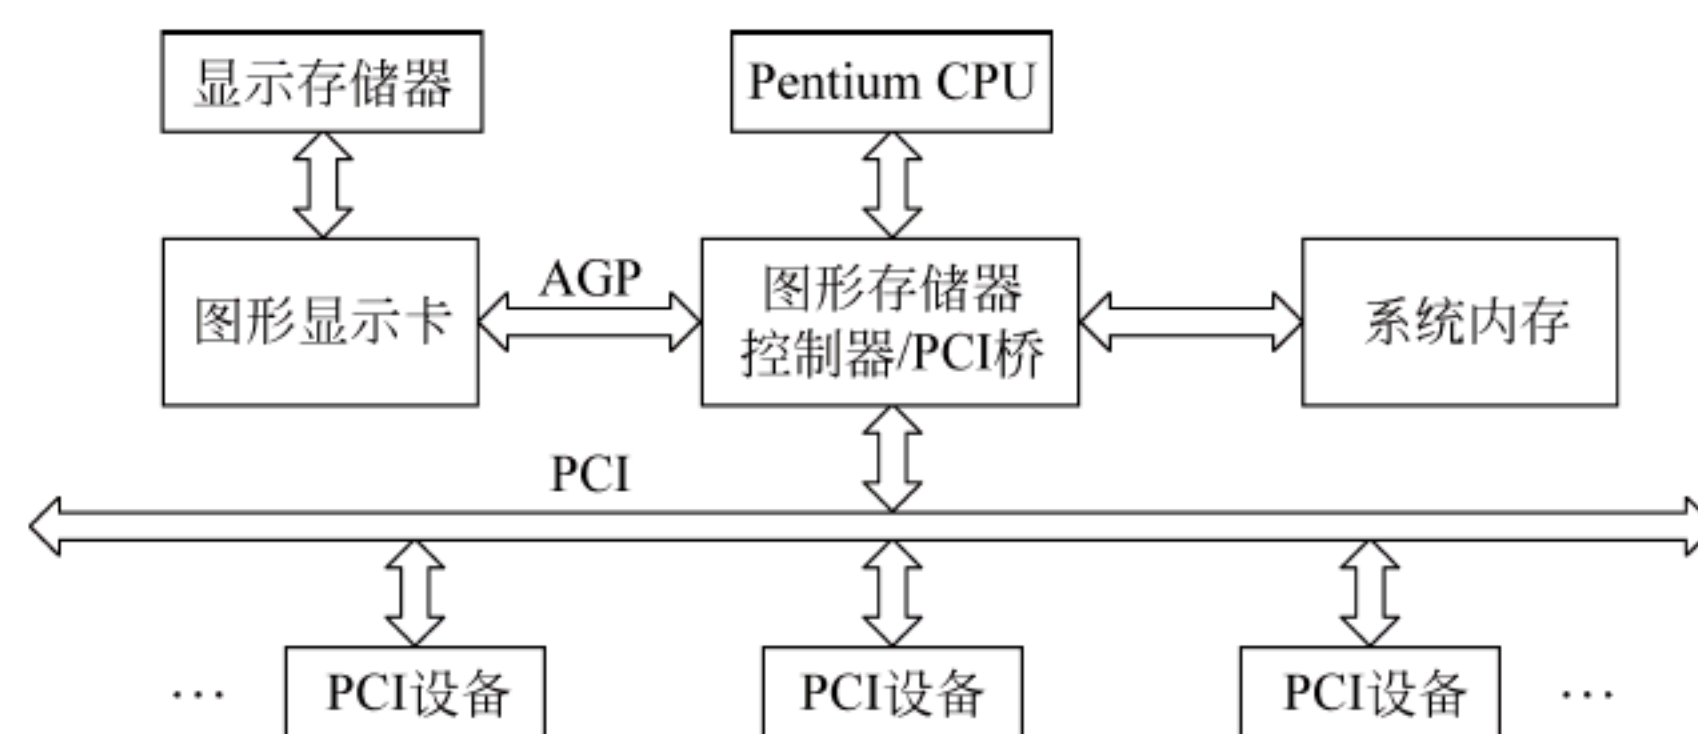 显示存储器
Pentium CPU
图形显示卡
AGP
图形存储器
控制器/PCI桥
系统内存
PCI
…
PCI设备
PCI设备
PCI设备
…